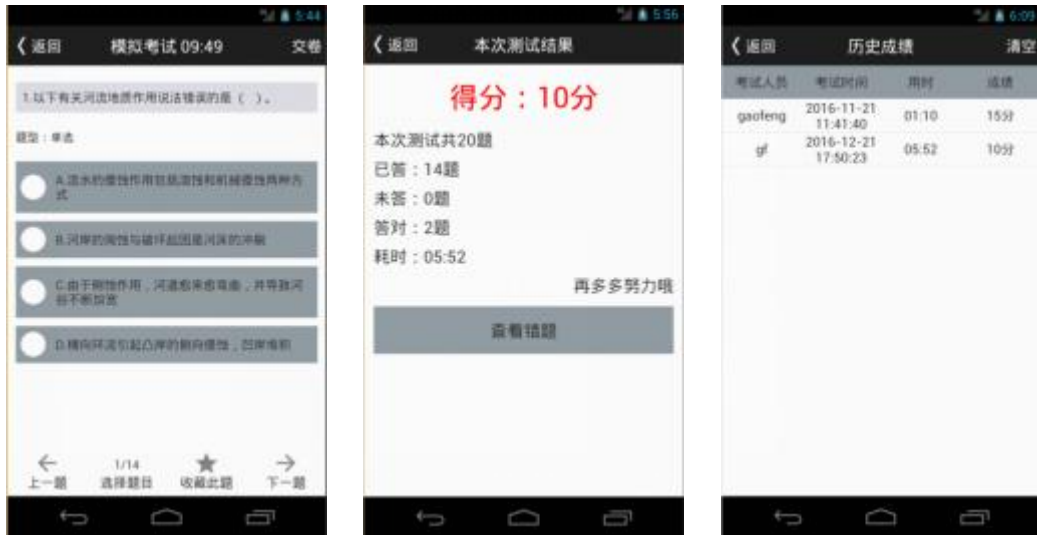 5:44
返回 模拟考试 09:49 交卷
1.以下有关河流地质作用说法错误的是（ ）。
题型：单选
A.流水的侵蚀作用包括溶蚀和机械侵蚀两种方
式
B.河岸的掏蚀与破坏起因是河床的冲刷
C.由于侧蚀作用，河道愈来愈弯曲，并导致河
谷不断加宽
D.横向环流引起凸岸的侧向侵蚀，凹岸堆积
1/14
上一题 选择题目 收藏此题 下一题
5:56
返回 本次测试结果
得分：10分
本次测试共20题
已答：14题
未答：0题
答对：2题
耗时：05:52
再多多努力哦
查看错题
6:09
返回 历史成绩 清空
考试人员 考试时间 用时 成绩
gaofeng 2016-11-21 11:41:40 01:10 15分
gf 2016-12-21 17:50:23 05:52 10分